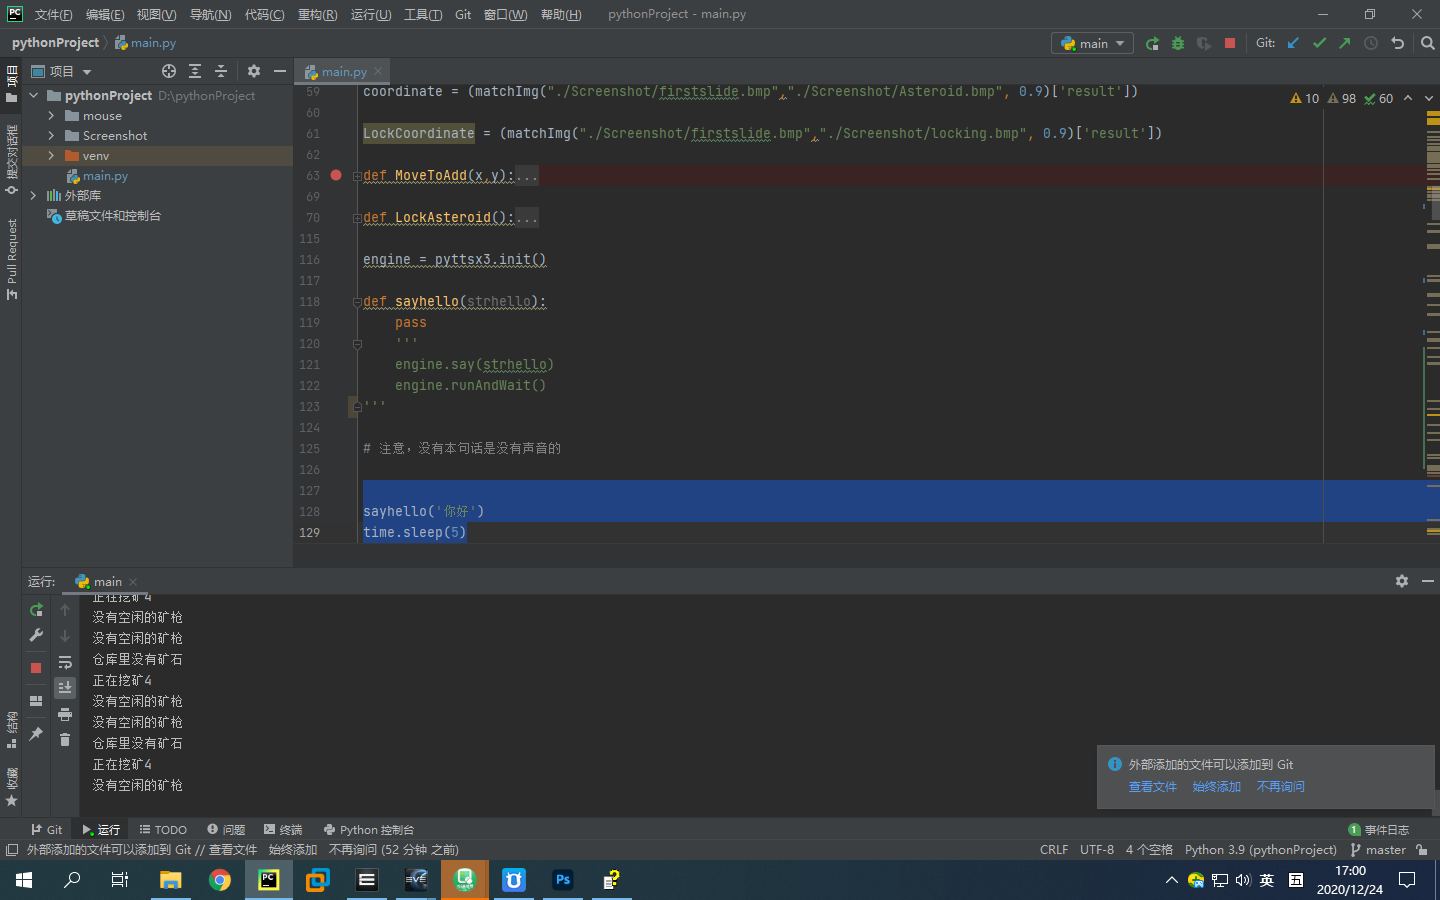 文件(F) 编辑(E) 视图(V) 导航(N) 代码(C) 重构(R) 运行(U) 工具(T) Git 窗口(W) 帮助(H) pythonProject - main.py
pythonProject main.py main Git:
项目 main.py
pythonProject D:\pythonProject
mouse
Screenshot
venv
main.py
外部库
草稿文件和控制台
项目
提交对话框
Pull Request
结构
收藏
59 coordinate = (matchImg("./Screenshot/firstslide.bmp","./Screenshot/Asteroid.bmp", 0.9)['result'])
10 98 60
60
61 LockCoordinate = (matchImg("./Screenshot/firstslide.bmp","./Screenshot/locking.bmp", 0.9)['result'])
62
63 def MoveToAdd(x,y):...
69
70 def LockAsteroid():...
115
116 engine = pyttsx3.init()
117
118 def sayhello(strhello):
119 pass
120 '''
121 engine.say(strhello)
122 engine.runAndWait()
123 '''
124
125 # 注意，没有本句话是没有声音的
126
127
128 sayhello('你好')
129 time.sleep(5)
运行: main
正在挖矿4
没有空闲的矿枪
没有空闲的矿枪
仓库里没有矿石
正在挖矿4
没有空闲的矿枪
没有空闲的矿枪
仓库里没有矿石
正在挖矿4
没有空闲的矿枪
外部添加的文件可以添加到 Git
查看文件 始终添加 不再询问
Git 运行 TODO 问题 终端 Python 控制台 1 事件日志
外部添加的文件可以添加到 Git // 查看文件 始终添加 不再询问 (52 分钟 之前) CRLF UTF-8 4 个空格 Python 3.9 (pythonProject) master
英 五 17:00
2020/12/24